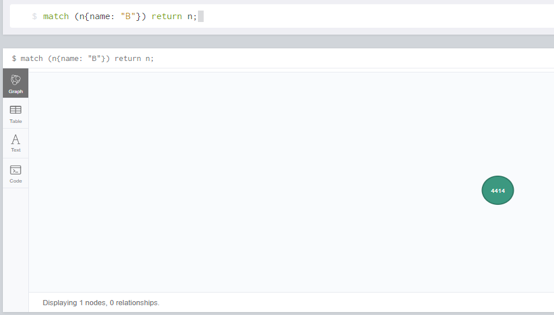 $ match (n{name: "B"}) return n;
$ match (n{name: "B"}) return n;
Graph
Table
Text
Code
4414
Displaying 1 nodes, 0 relationships.